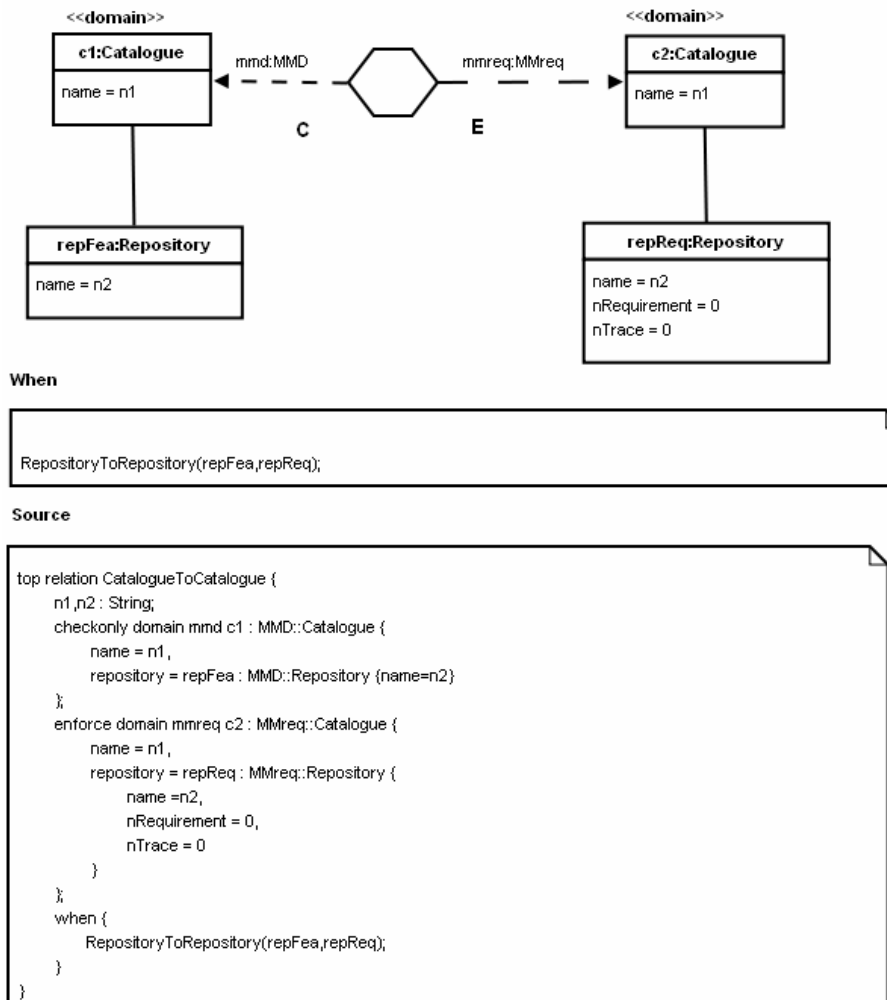 <<domain>>
<<domain>>
c1:Catalogue
name = n1
mmd:MMD
mmreq:MMreq
C
E
c2:Catalogue
name = n1
repFea:Repository
name = n2
repReq:Repository
name = n2
nRequirement = 0
nTrace = 0
When
RepositoryToRepository(repFea,repReq);
Source
top relation CatalogueToCatalogue {
n1,n2 : String;
checkonly domain mmd c1 : MMD::Catalogue {
name = n1,
repository = repFea : MMD::Repository {name=n2}
};
enforce domain mmreq c2 : MMreq::Catalogue {
name = n1,
repository = repReq : MMreq::Repository {
name =n2,
nRequirement = 0,
nTrace = 0
}
};
when {
RepositoryToRepository(repFea,repReq);
}
}